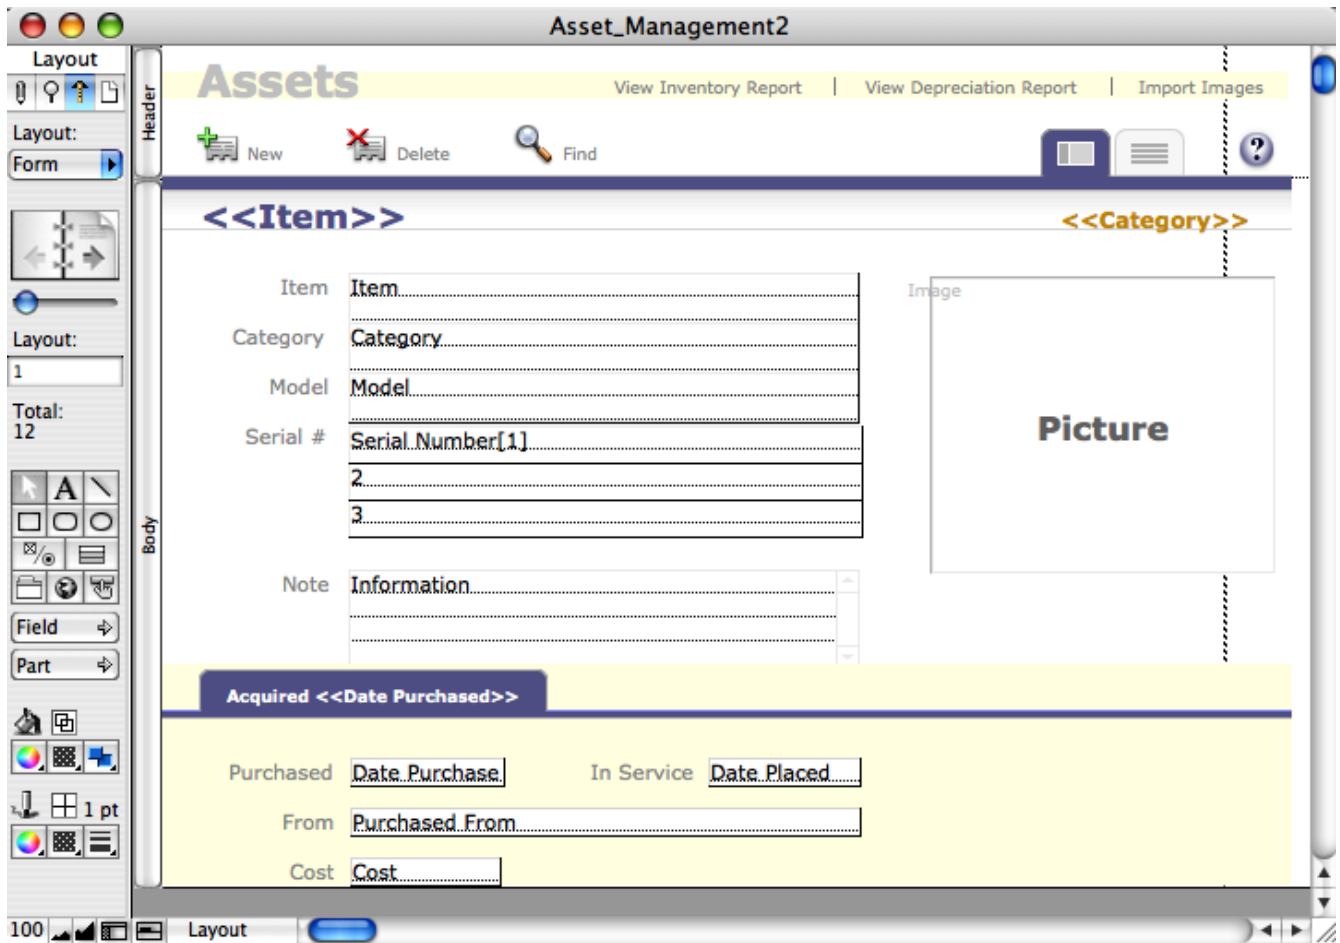 Asset_Management2
Layout
Layout:
Form
Layout:
1
Total:
12
Field
Part
1 pt
Header
Body
Assets
View Inventory Report | View Depreciation Report | Import Images
New
Delete
Find
?
<<Item>>
<<Category>>
Item Item
Category Category
Model Model
Serial # Serial Number[1]
2
3
Image
Picture
Note Information
Acquired <<Date Purchased>>
Purchased Date Purchase
In Service Date Placed
From Purchased From
Cost Cost
100
Layout